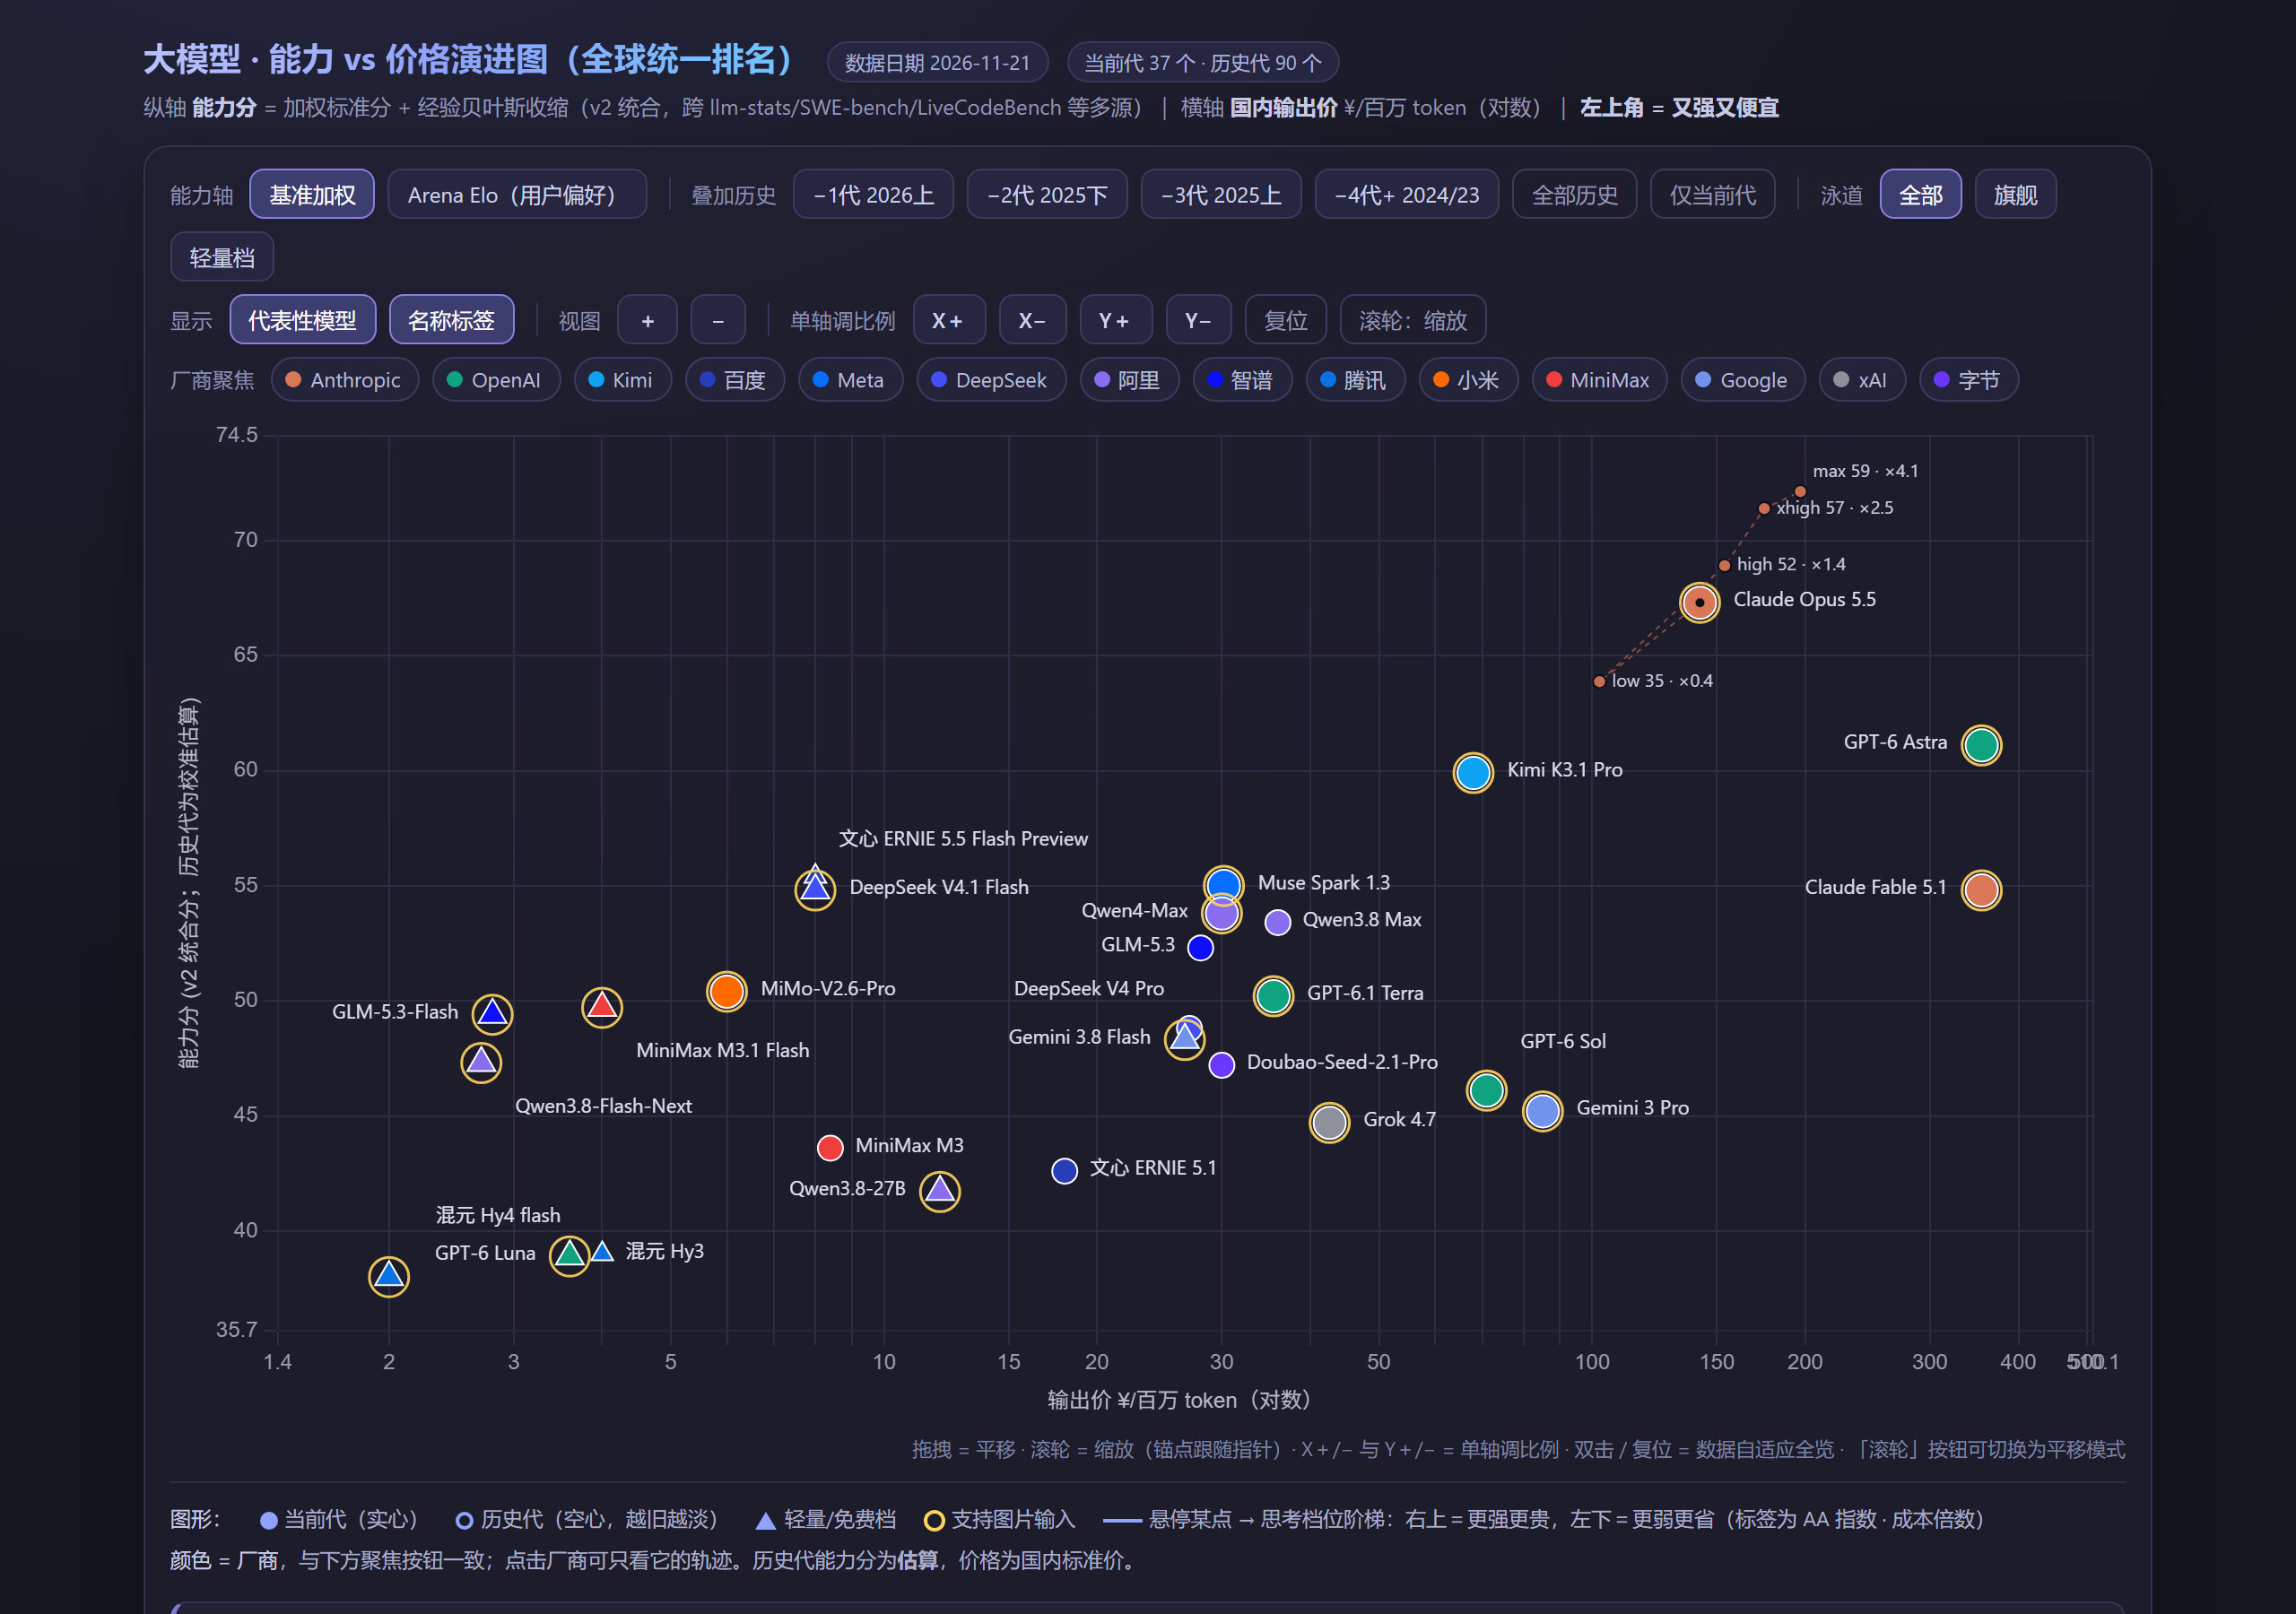 大模型 · 能力 vs 价格演进图（全球统一排名）
数据日期 2026-11-21
当前代 37 个 · 历史代 90 个
纵轴 能力分 = 加权标准分 + 经验贝叶斯收缩（v2 统合，跨 llm-stats/SWE-bench/LiveCodeBench 等多源）｜ 横轴 国内输出价 ¥/百万 token（对数）｜ 左上角 = 又强又便宜
能力轴 基准加权 Arena Elo（用户偏好） 叠加历史 −1代 2026上 −2代 2025下 −3代 2025上 −4代+ 2024/23 全部历史 仅当前代 泳道 全部 旗舰
轻量档
显示 代表性模型 名称标签 视图 + − 单轴调比例 X+ X− Y+ Y− 复位 滚轮：缩放
厂商聚焦 Anthropic OpenAI Kimi 百度 Meta DeepSeek 阿里 智谱 腾讯 小米 MiniMax Google xAI 字节
74.5
max 59 · ×4.1
xhigh 57 · ×2.5
70
high 52 · ×1.4
Claude Opus 5.5
65
low 35 · ×0.4
GPT-6 Astra
60
Kimi K3.1 Pro
文心 ERNIE 5.5 Flash Preview
55
DeepSeek V4.1 Flash
Muse Spark 1.3
Claude Fable 5.1
Qwen4-Max
Qwen3.8 Max
GLM-5.3
50
MiMo-V2.6-Pro
DeepSeek V4 Pro
GPT-6.1 Terra
GLM-5.3-Flash
Gemini 3.8 Flash
GPT-6 Sol
MiniMax M3.1 Flash
Doubao-Seed-2.1-Pro
Qwen3.8-Flash-Next
45
Gemini 3 Pro
Grok 4.7
MiniMax M3
文心 ERNIE 5.1
Qwen3.8-27B
混元 Hy4 flash
40
GPT-6 Luna
混元 Hy3
35.7
能力分 (v2 统合分；历史代为校准估算)
1.4 2 3 5 10 15 20 30 50 100 150 200 300 400 500 510.1
输出价 ¥/百万 token（对数）
拖拽 = 平移 · 滚轮 = 缩放（锚点跟随指针）· X+/− 与 Y+/− = 单轴调比例 · 双击 / 复位 = 数据自适应全览 · 「滚轮」按钮可切换为平移模式
图形： 当前代（实心） 历史代（空心，越旧越淡） 轻量/免费档 支持图片输入 悬停某点 → 思考档位阶梯：右上 = 更强更贵，左下 = 更弱更省（标签为 AA 指数 · 成本倍数）
颜色 = 厂商，与下方聚焦按钮一致；点击厂商可只看它的轨迹。历史代能力分为估算，价格为国内标准价。